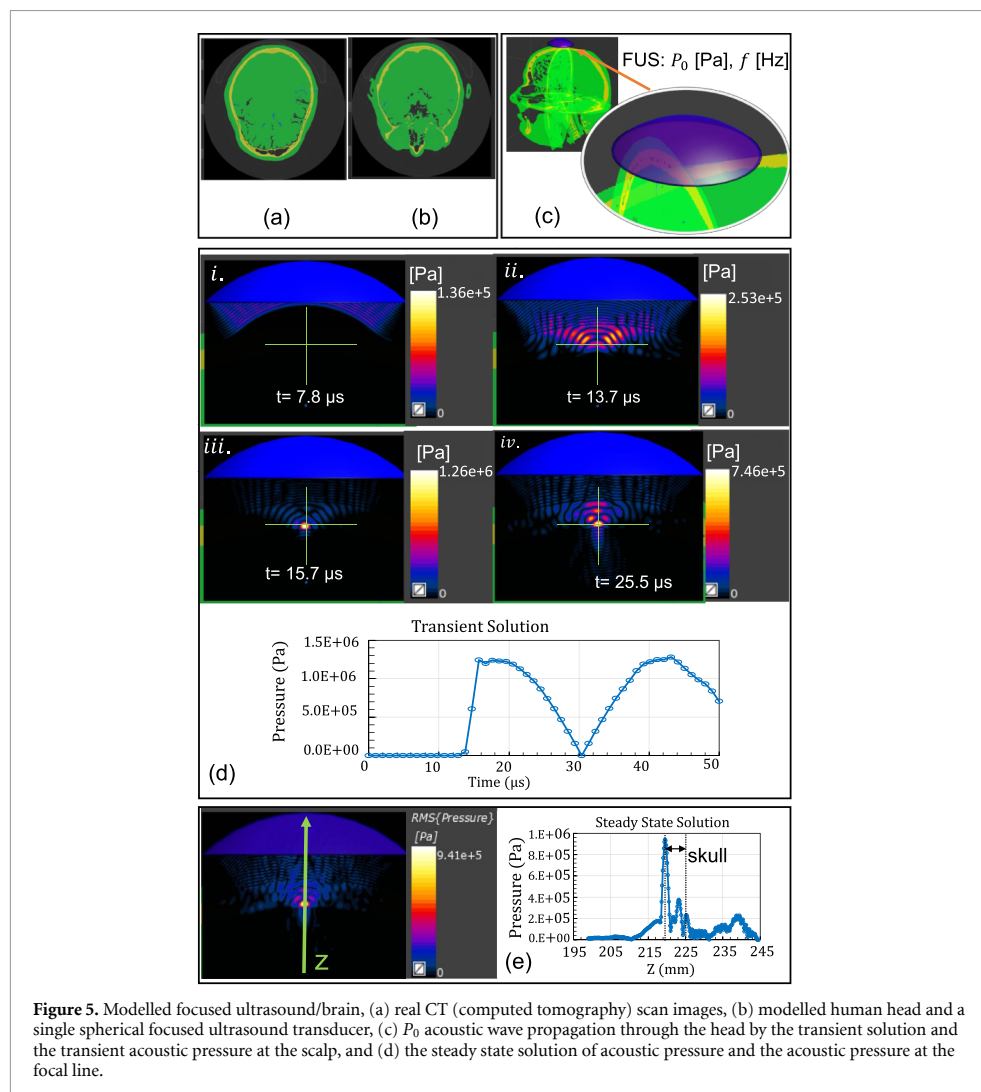 FUS: P₀ [Pa], f [Hz]
(a)
(b)
(c)
i.
[Pa]
1.36e+5
0
t= 7.8 μs
ii.
[Pa]
2.53e+5
0
t= 13.7 μs
iii.
[Pa]
1.26e+6
0
t= 15.7 μs
iv.
[Pa]
7.46e+5
0
t= 25.5 μs
Transient Solution
Pressure (Pa)
1.5E+06
1.0E+06
5.0E+05
0.0E+00
0 10 20 30 40 50
Time (μs)
(d)
RMS{Pressure}
[Pa]
9.41e+5
0
z
Steady State Solution
Pressure (Pa)
1.E+06
8.E+05
6.E+05
4.E+05
2.E+05
0.E+00
skull
195 205 215 225 235 245
Z (mm)
(e)
Figure 5. Modelled focused ultrasound/brain, (a) real CT (computed tomography) scan images, (b) modelled human head and a
single spherical focused ultrasound transducer, (c) P₀ acoustic wave propagation through the head by the transient solution and
the transient acoustic pressure at the scalp, and (d) the steady state solution of acoustic pressure and the acoustic pressure at the
focal line.